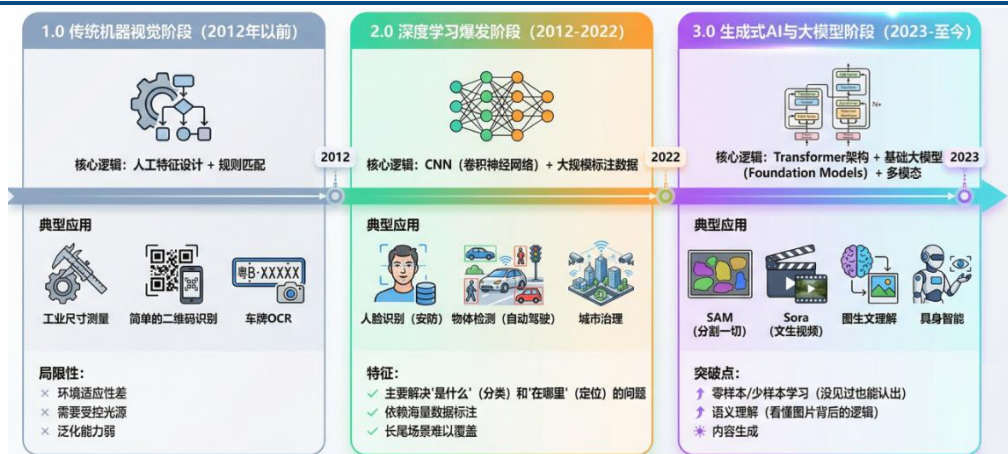 1.0 传统机器视觉阶段（2012年以前）
核心逻辑：人工特征设计 + 规则匹配
2012
典型应用
粤B·XXXXX
工业尺寸测量
简单的二维码识别
车牌OCR
局限性：
× 环境适应性差
× 需要受控光源
× 泛化能力弱
2.0 深度学习爆发阶段（2012-2022）
核心逻辑：CNN（卷积神经网络）+ 大规模标注数据
2022
典型应用
人脸识别（安防）
物体检测（自动驾驶）
城市治理
特征：
✓ 主要解决'是什么'（分类）和'在哪里'（定位）的问题
✓ 依赖海量数据标注
✓ 长尾场景难以覆盖
3.0 生成式AI与大模型阶段（2023-至今）
N×
核心逻辑：Transformer架构 + 基础大模型
（Foundation Models）+ 多模态
2023
典型应用
SAM
（分割一切）
Sora
（文生视频）
图生文理解
具身智能
突破点：
零样本/少样本学习（没见过也能认出）
语义理解（看懂图片背后的逻辑）
内容生成